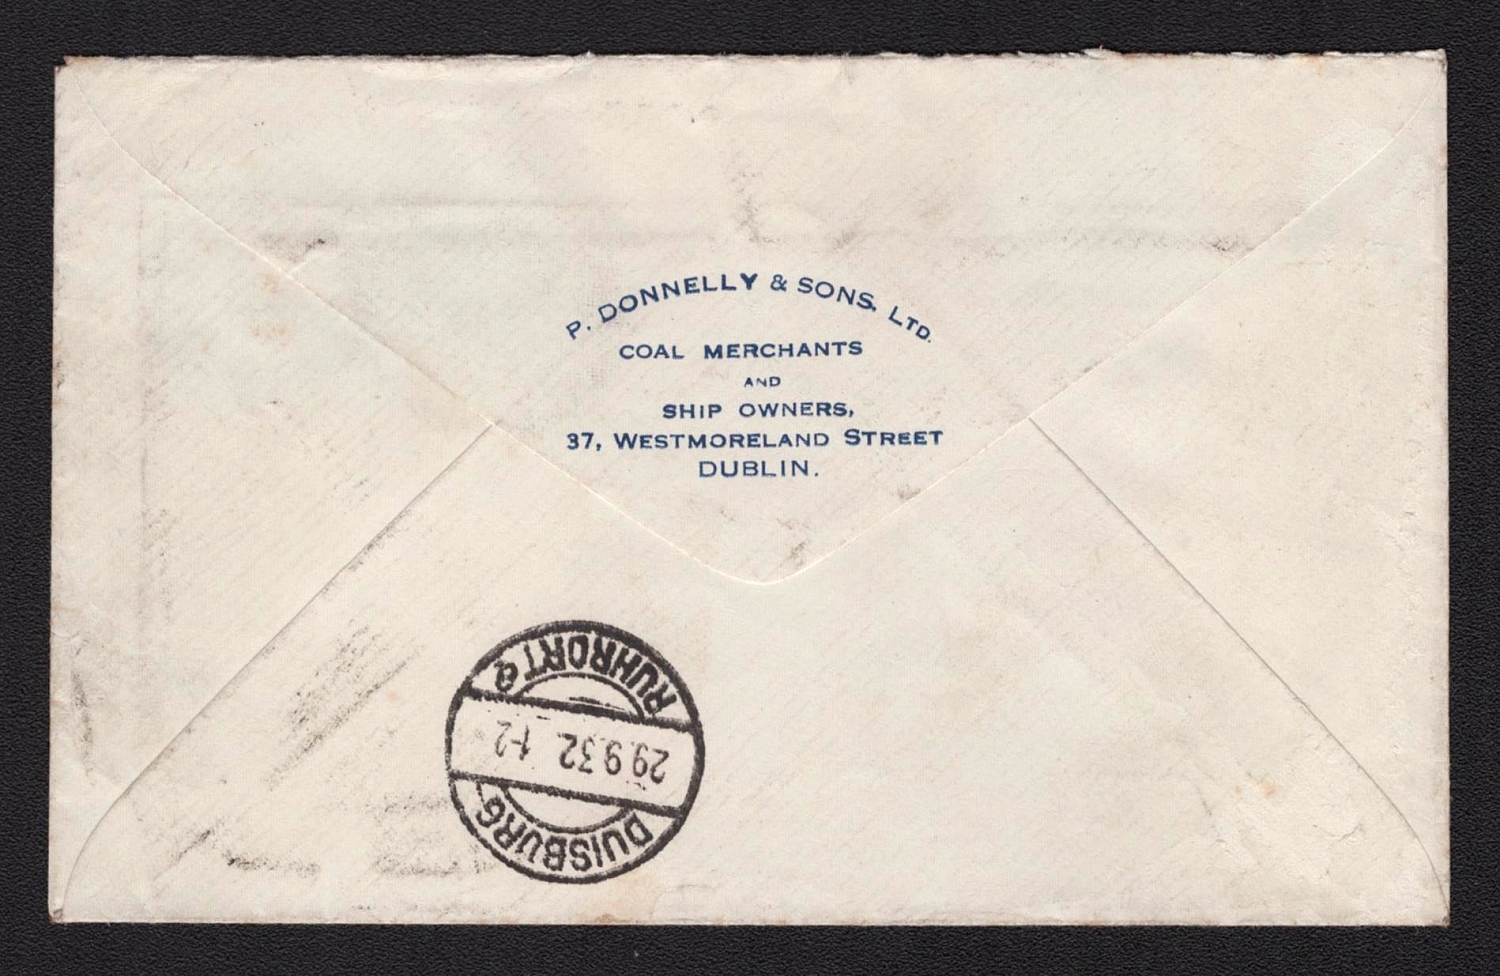 P. DONNELLY & SONS. LTD.
COAL MERCHANTS
AND
SHIP OWNERS,
37, WESTMORELAND STREET
DUBLIN.
DUISBURG
29.9.32 1-2
RUHRORT